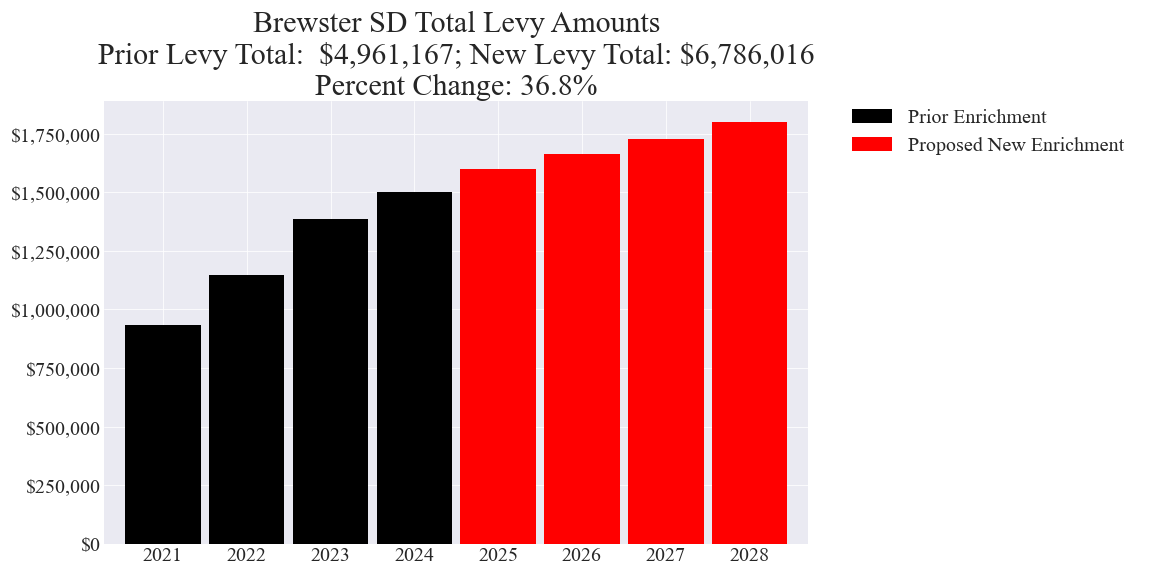 Brewster SD Total Levy Amounts
Prior Levy Total:  $4,961,167; New Levy Total: $6,786,016
Percent Change: 36.8%
Prior Enrichment
Proposed New Enrichment
$1,750,000
$1,500,000
$1,250,000
$1,000,000
$750,000
$500,000
$250,000
$0
2021 2022 2023 2024 2025 2026 2027 2028